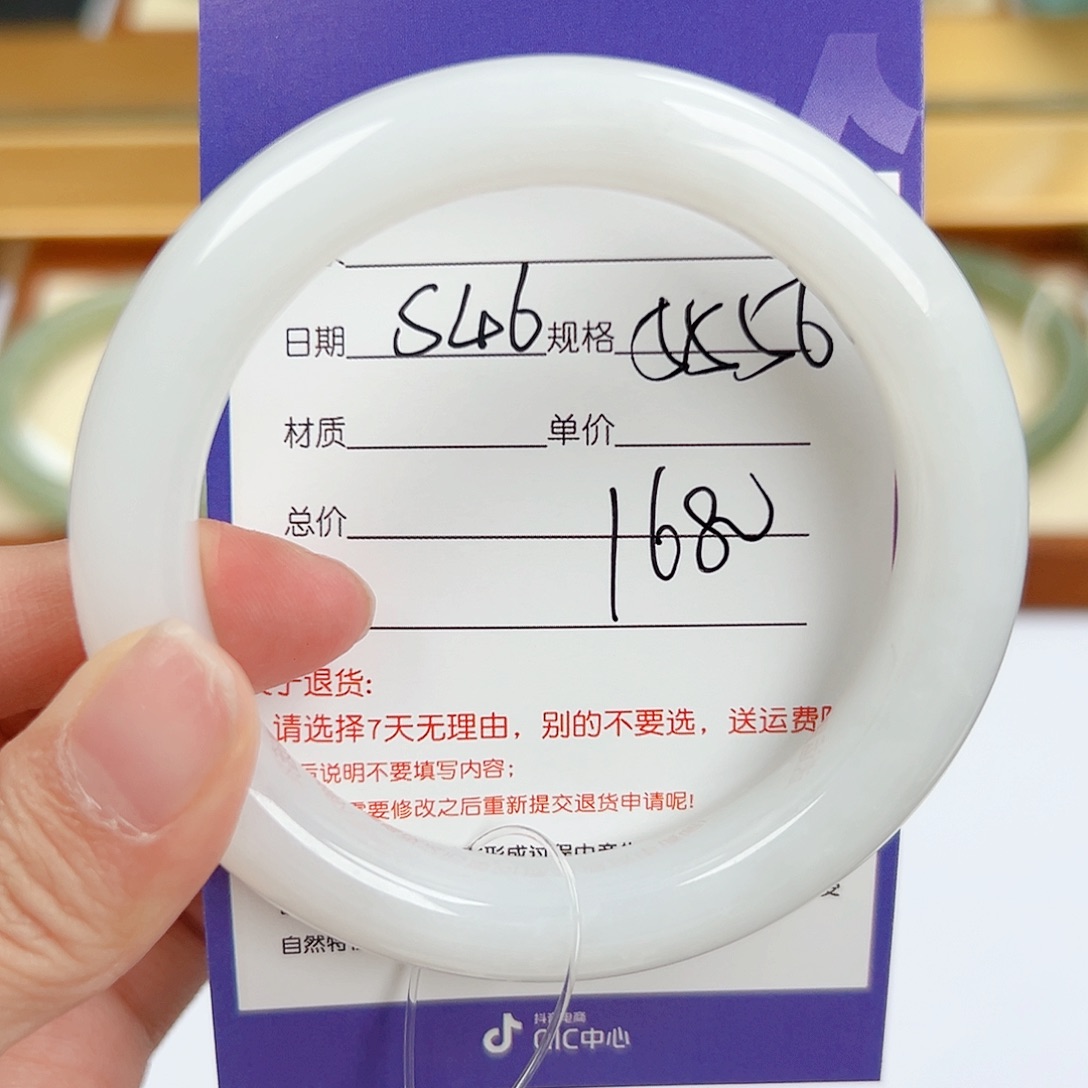 日期 S46 规格
材质 单价
总价 168
退货:
请选择7天无理由，别的不要选，送运费
说明不要填写内容；
要修改之后重新提交退货申请呢!
自然特
抖音电商
QIC中心